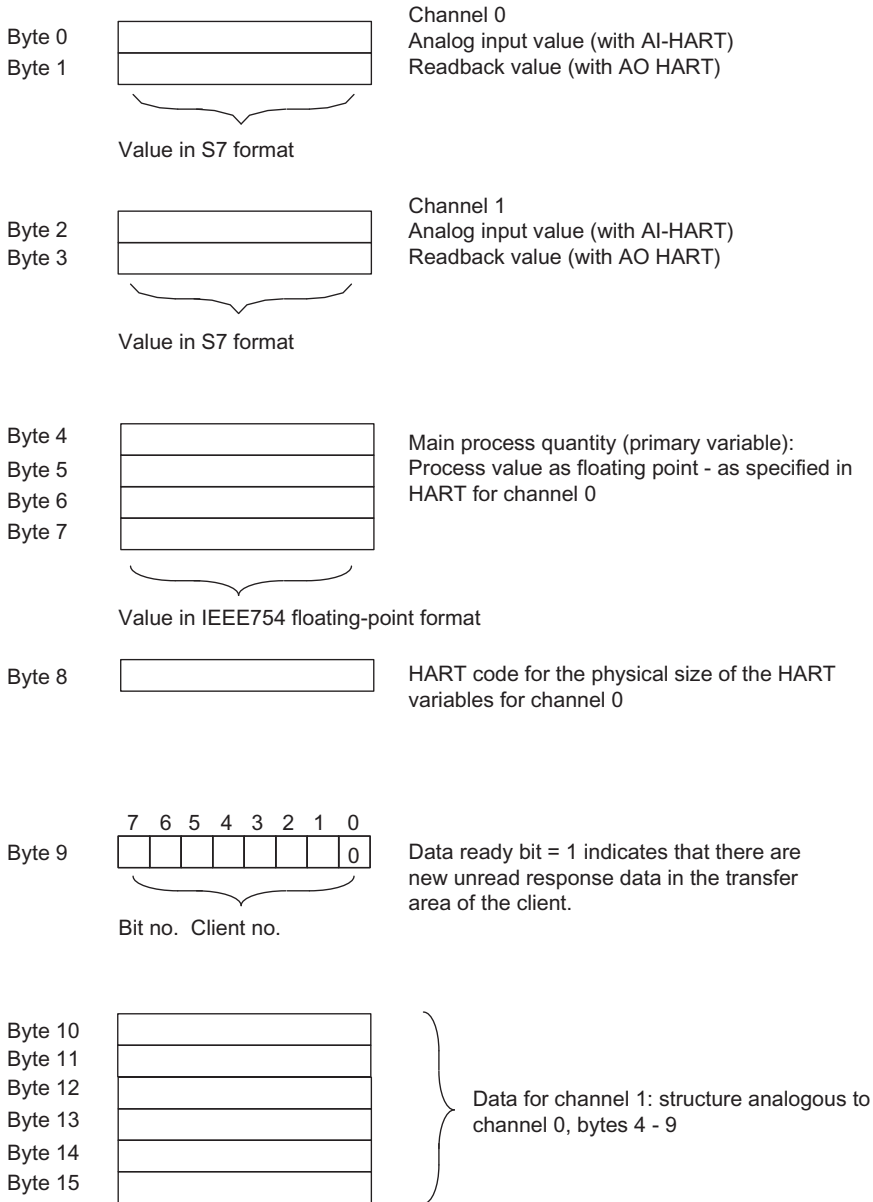 Channel 0
Byte 0
Analog input value (with AI-HART)
Byte 1
Readback value (with AO HART)
Value in S7 format
Channel 1
Byte 2
Analog input value (with AI-HART)
Byte 3
Readback value (with AO HART)
Value in S7 format
Byte 4
Main process quantity (primary variable):
Byte 5
Process value as floating point - as specified in
Byte 6
HART for channel 0
Byte 7
Value in IEEE754 floating-point format
Byte 8
HART code for the physical size of the HART
variables for channel 0
7 6 5 4 3 2 1 0
Byte 9
0
Data ready bit = 1 indicates that there are
new unread response data in the transfer
area of the client.
Bit no. Client no.
Byte 10
Byte 11
Byte 12
Byte 13
Byte 14
Byte 15
Data for channel 1: structure analogous to
channel 0, bytes 4 - 9